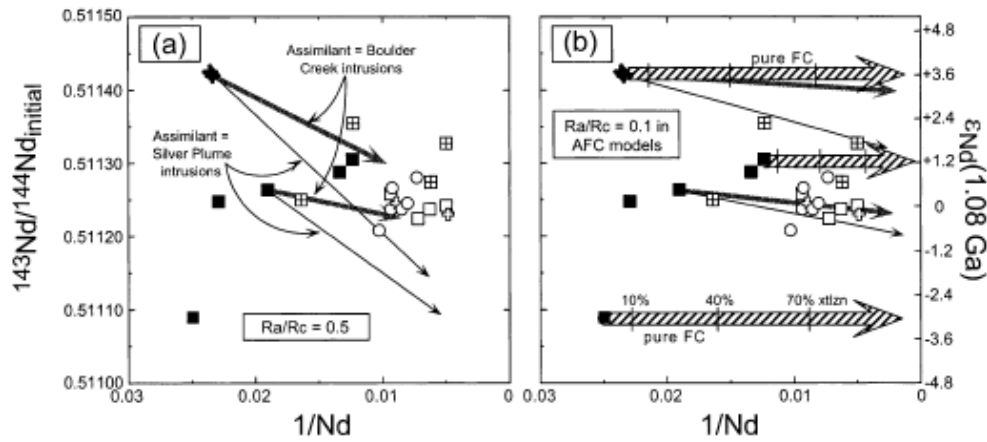 (a)
Assimilant = Boulder
Creek intrusions
Assimilant =
Silver Plume
intrusions
Ra/Rc = 0.5
0.51150
0.51140
0.51130
0.51120
0.51110
0.51100
143Nd/144Ndinitial
0.03
0.02
0.01
0
1/Nd
(b)
pure FC
Ra/Rc = 0.1 in
AFC models
10%
40%
70% xtlzn
pure FC
+4.8
+3.6
+2.4
+1.2
0
-1.2
-2.4
-3.6
-4.8
εNd(1.08 Ga)
0.03
0.02
0.01
0
1/Nd